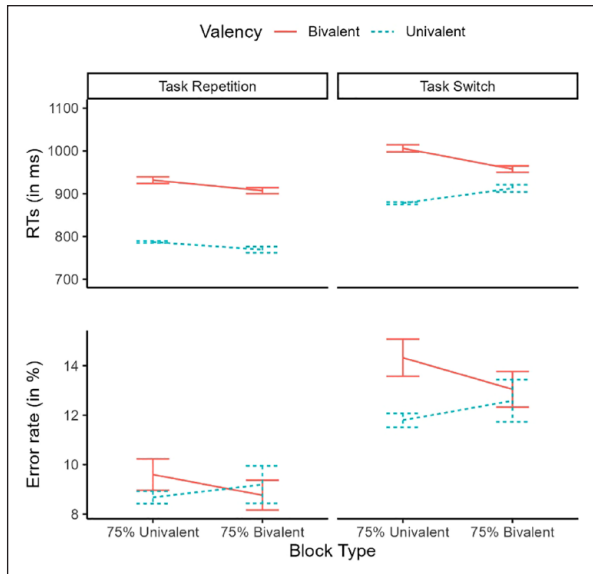 Valency Bivalent Univalent
Task Repetition Task Switch
1100
1000
900
800
700
RTs (in ms)
14
12
10
8
Error rate (in %)
75% Univalent 75% Bivalent 75% Univalent 75% Bivalent
Block Type